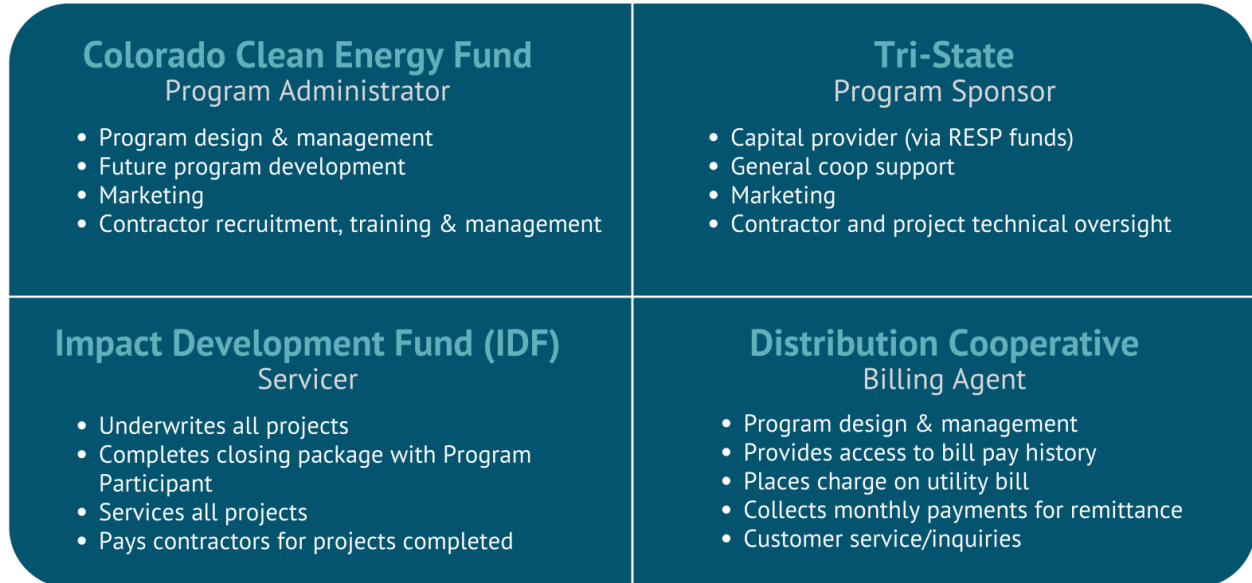 Colorado Clean Energy Fund
Program Administrator
• Program design & management
• Future program development
• Marketing
• Contractor recruitment, training & management
Tri-State
Program Sponsor
• Capital provider (via RESP funds)
• General coop support
• Marketing
• Contractor and project technical oversight
Impact Development Fund (IDF)
Servicer
• Underwrites all projects
• Completes closing package with Program
Participant
• Services all projects
• Pays contractors for projects completed
Distribution Cooperative
Billing Agent
• Program design & management
• Provides access to bill pay history
• Places charge on utility bill
• Collects monthly payments for remittance
• Customer service/inquiries